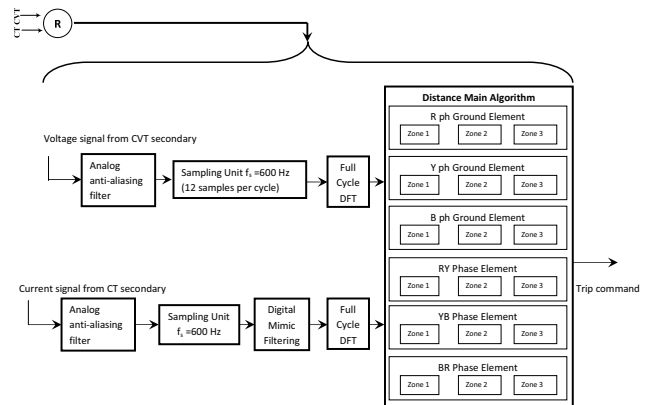 CT
CVT
R
Distance Main Algorithm
R ph Ground Element
Zone 1 Zone 2 Zone 3
Voltage signal from CVT secondary
Analog
anti-aliasing
filter
Sampling Unit fs =600 Hz
(12 samples per cycle)
Full
Cycle
DFT
Y ph Ground Element
Zone 1 Zone 2 Zone 3
B ph Ground Element
Zone 1 Zone 2 Zone 3
RY Phase Element
Zone 1 Zone 2 Zone 3
Trip command
Current signal from CT secondary
Analog
anti-aliasing
filter
Sampling Unit
fs =600 Hz
Digital
Mimic
Filtering
Full
Cycle
DFT
YB Phase Element
Zone 1 Zone 2 Zone 3
BR Phase Element
Zone 1 Zone 2 Zone 3